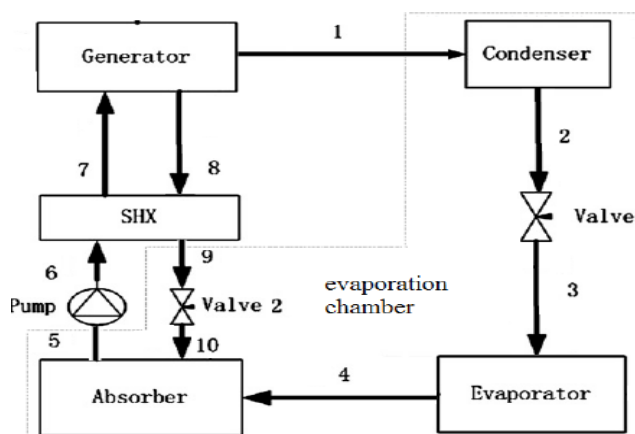 1
Generator
Condenser
2
7
8
SHX
Valve
9
6
evaporation
chamber
3
Pump
Valve 2
5
10
4
Absorber
Evaporator